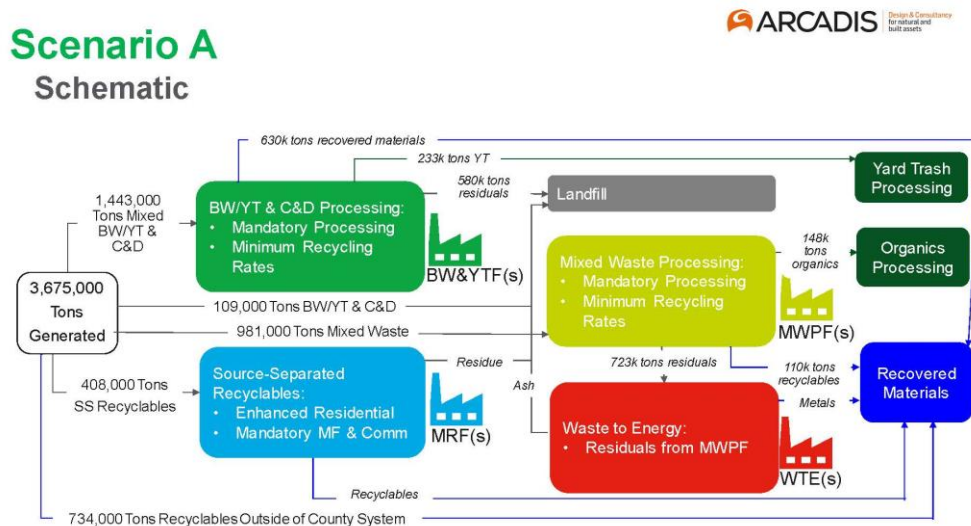 ARCADIS
Design & Consultancy
for natural and
built assets
Scenario A
Schematic
630k tons recovered materials
233k tons YT
1,443,000
Tons Mixed
BW/YT &
C&D
BW/YT & C&D Processing:
• Mandatory Processing
• Minimum Recycling
Rates
580k tons
residuals
BW&YTF(s)
Landfill
Yard Trash
Processing
3,675,000
Tons
Generated
109,000 Tons BW/YT & C&D
981,000 Tons Mixed Waste
Mixed Waste Processing:
• Mandatory Processing
• Minimum Recycling
Rates
148k
tons
organics
MWPF(s)
Organics
Processing
408,000 Tons
SS Recyclables
Source-Separated
Recyclables:
• Enhanced Residential
• Mandatory MF & Comm
Residue
MRF(s)
Ash
723k tons residuals
110k tons
recyclables
Metals
Recovered
Materials
Waste to Energy:
• Residuals from MWPF
WTE(s)
Recyclables
734,000 Tons Recyclables Outside of County System